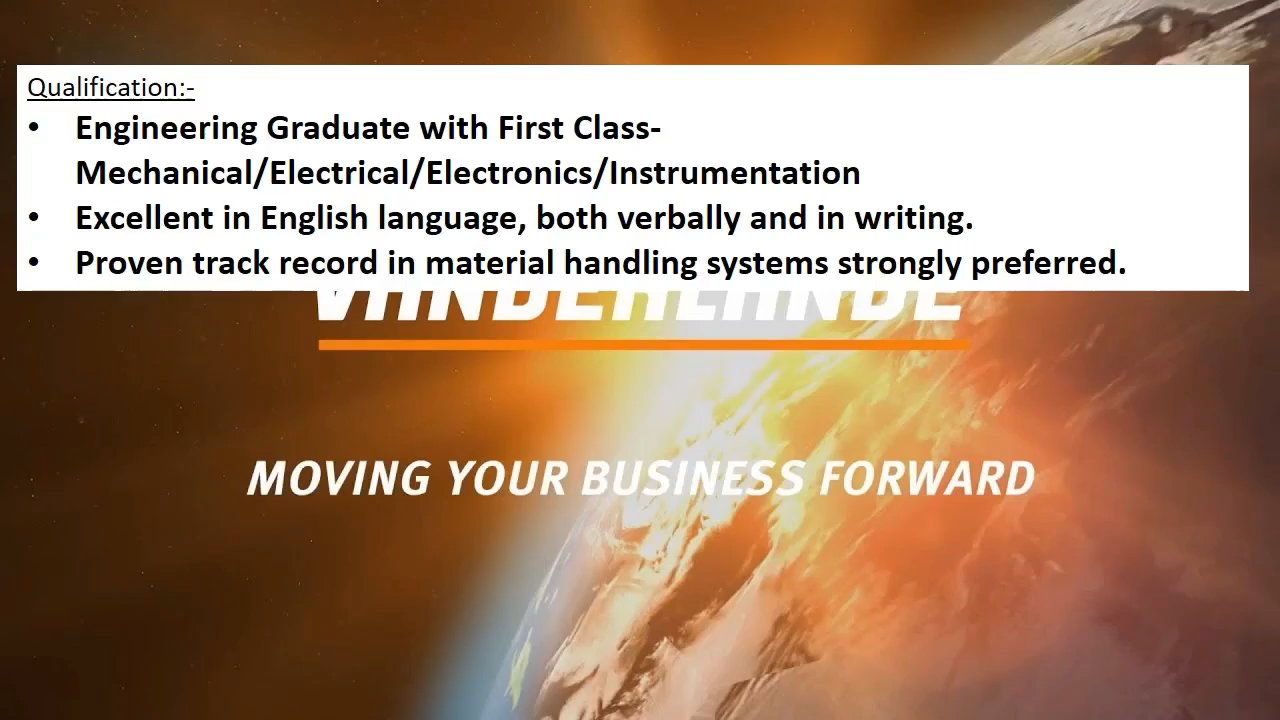 Qualification:-
• Engineering Graduate with First Class-
Mechanical/Electrical/Electronics/Instrumentation
• Excellent in English language, both verbally and in writing.
• Proven track record in material handling systems strongly preferred.
VANDERLANDE
MOVING YOUR BUSINESS FORWARD